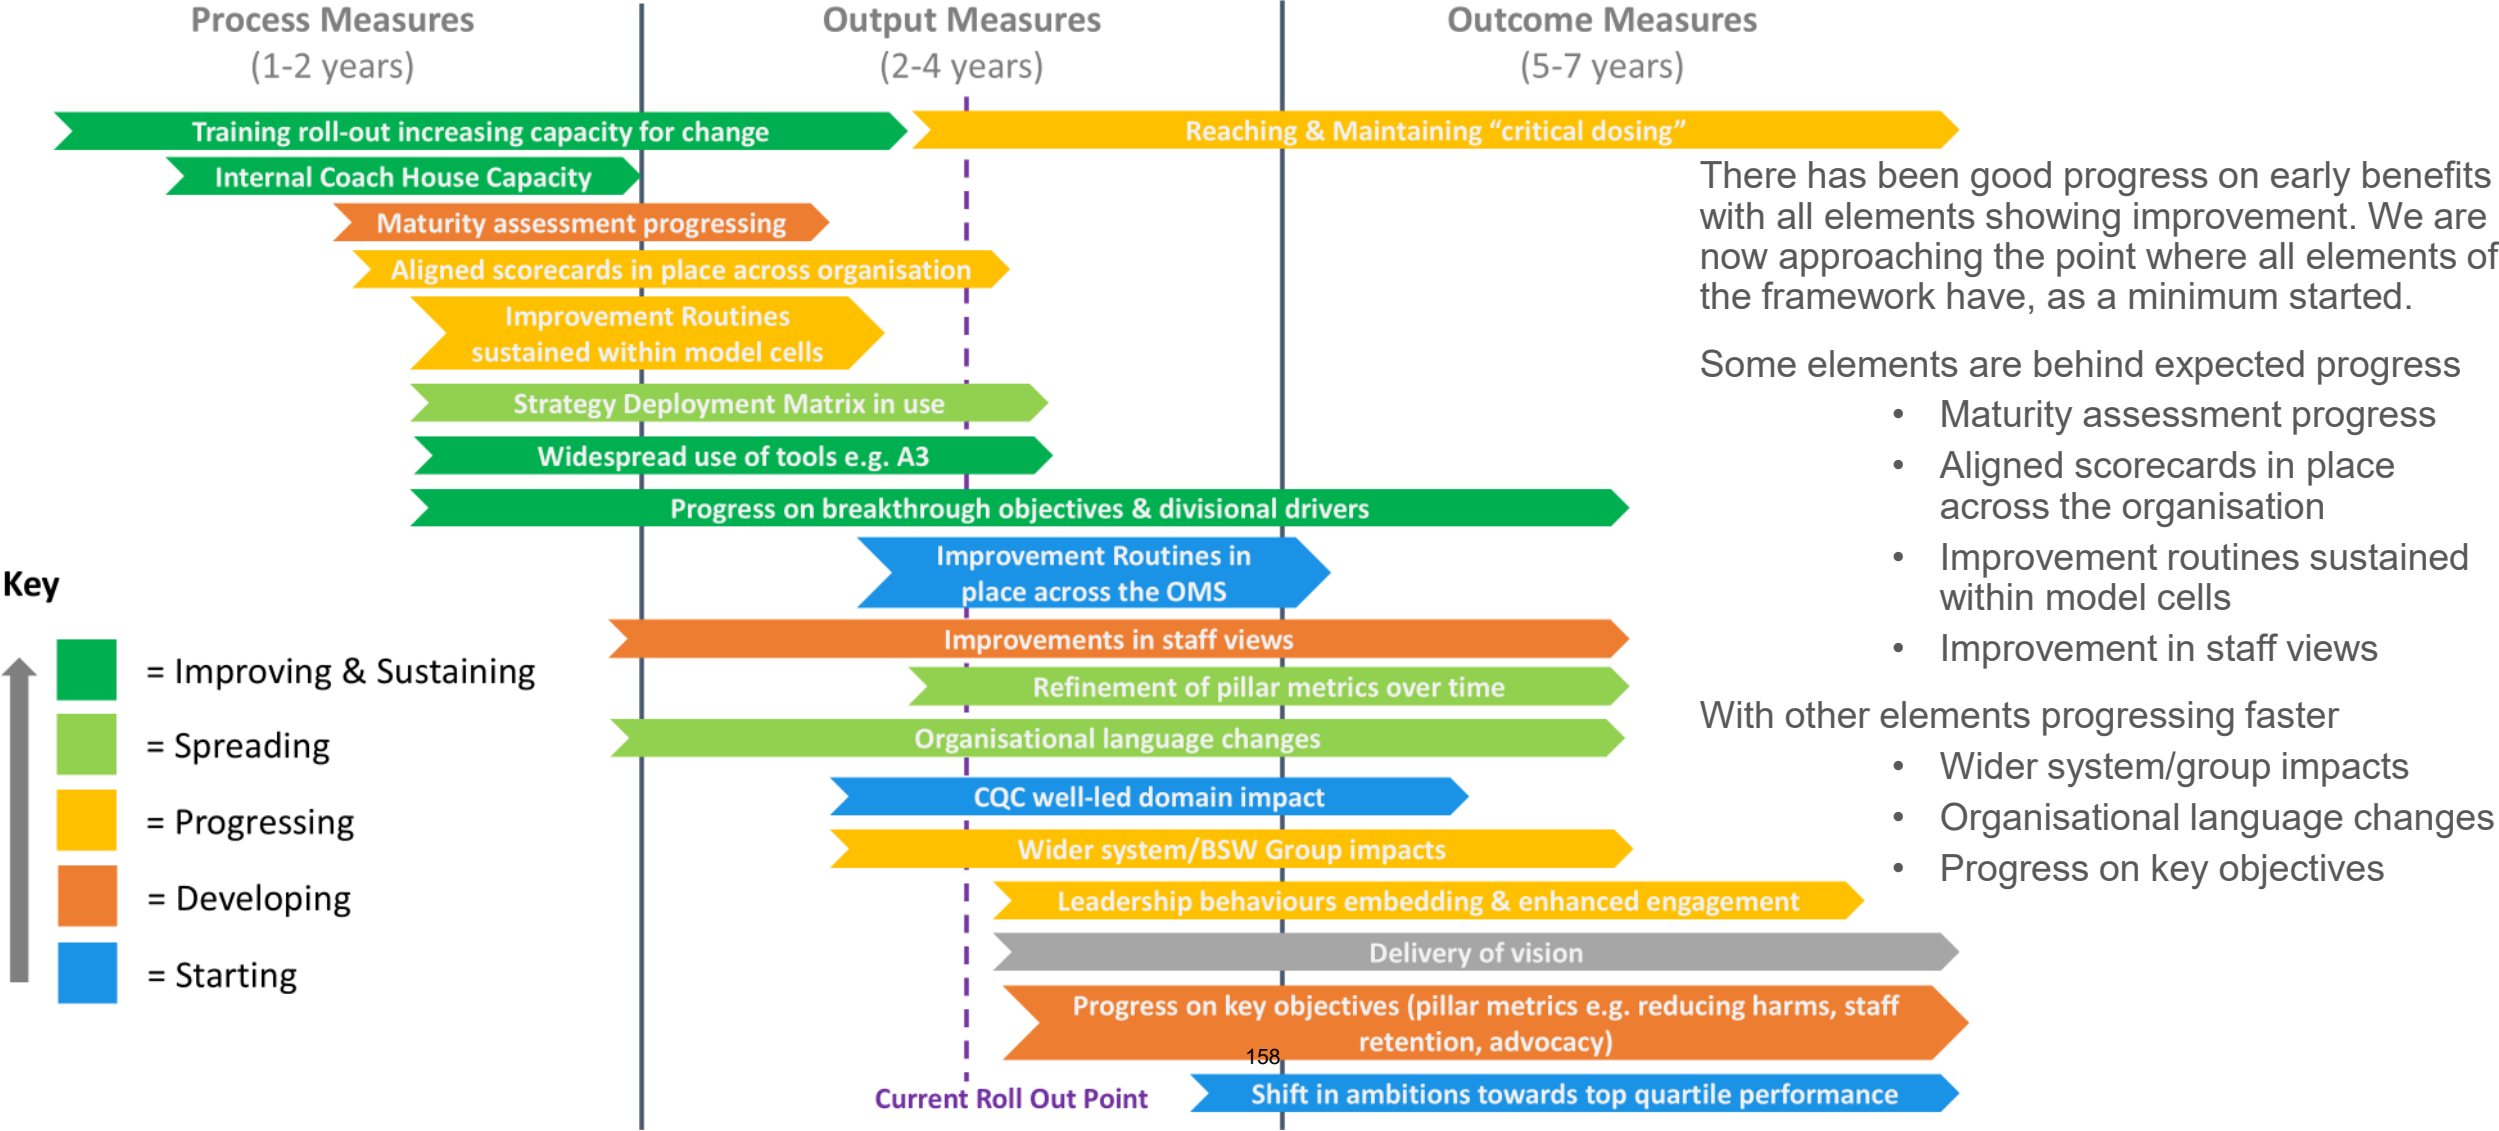 Process Measures
(1-2 years)
Output Measures
(2-4 years)
Outcome Measures
(5-7 years)
Training roll-out increasing capacity for change
Reaching & Maintaining “critical dosing”
Internal Coach House Capacity
Maturity assessment progressing
Aligned scorecards in place across organisation
Improvement Routines
sustained within model cells
Strategy Deployment Matrix in use
Widespread use of tools e.g. A3
Progress on breakthrough objectives & divisional drivers
Improvement Routines in
place across the OMS
Improvements in staff views
Refinement of pillar metrics over time
Organisational language changes
CQC well-led domain impact
Wider system/BSW Group impacts
Leadership behaviours embedding & enhanced engagement
Delivery of vision
Progress on key objectives (pillar metrics e.g. reducing harms, staff
retention, advocacy)
158
Current Roll Out Point
Shift in ambitions towards top quartile performance
Key
= Improving & Sustaining
= Spreading
= Progressing
= Developing
= Starting
There has been good progress on early benefits
with all elements showing improvement. We are
now approaching the point where all elements of
the framework have, as a minimum started.
Some elements are behind expected progress
• Maturity assessment progress
• Aligned scorecards in place
across the organisation
• Improvement routines sustained
within model cells
• Improvement in staff views
With other elements progressing faster
• Wider system/group impacts
• Organisational language changes
• Progress on key objectives